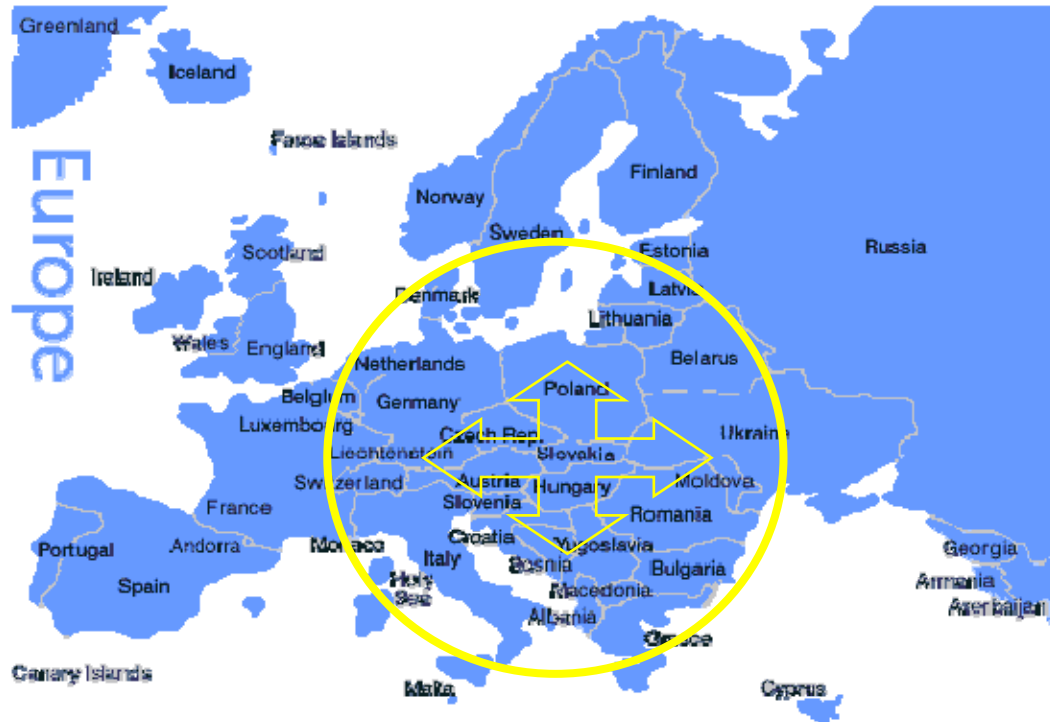 Greenland
Iceland
Faroe Islands
Europe
Norway
Finland
Sweden
Scotland
Estonia
Russia
Ireland
Denmark
Latvia
Lithuania
Wales
England
Netherlands
Belarus
Belgium
Germany
Poland
Luxembourg
Czech Rep.
Ukraine
Liechtenstein
Slovakia
Switzerland
Austria
Hungary
Moldova
Slovenia
France
Romania
Portugal
Andorra
Monaco
Croatia
Yugoslavia
Georgia
Spain
Italy
Bosnia
Bulgaria
Holy
See
Macedonia
Armania
Azerbaijan
Albania
Greece
Canary Islands
Malta
Cyprus